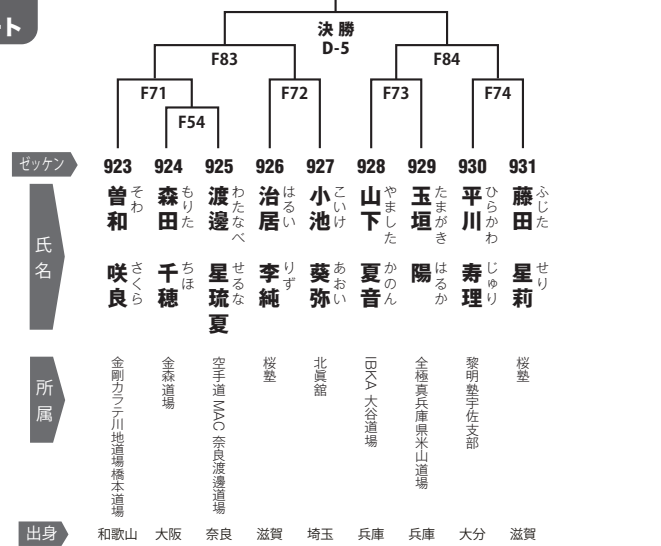 ート
決 勝
D-5
F83
F84
F71
F72
F73
F74
F54
ゼッケン
923 924 925 926 927 928 929 930 931
氏名
曽和 咲良
そわ さくら
森田 千穂
もりた ちほ
渡邊 星琉夏
わたなべ せるな
治居 李純
はるい りず
小池 葵弥
こいけ あおい
山下 夏音
やました かのん
玉垣 陽
たまがき はるか
平川 寿理
ひらかわ じゅり
藤田 星莉
ふじた せり
所属
金剛カラテ川地道場橋本道場
金森道場
空手道 MAC 奈良渡邊道場
桜塾
北眞舘
IBKA 大谷道場
全極真兵庫県米山道場
黎明塾宇佐支部
桜塾
出身
和歌山 大阪 奈良 滋賀 埼玉 兵庫 兵庫 大分 滋賀